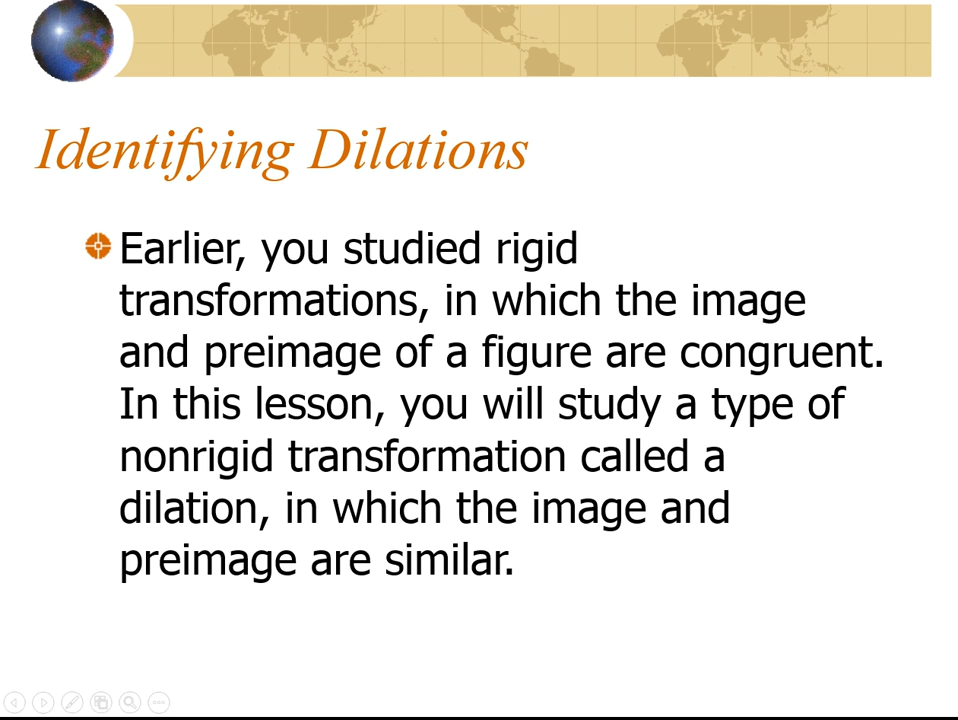 Identifying Dilations
Earlier, you studied rigid
transformations, in which the image
and preimage of a figure are congruent.
In this lesson, you will study a type of
nonrigid transformation called a
dilation, in which the image and
preimage are similar.